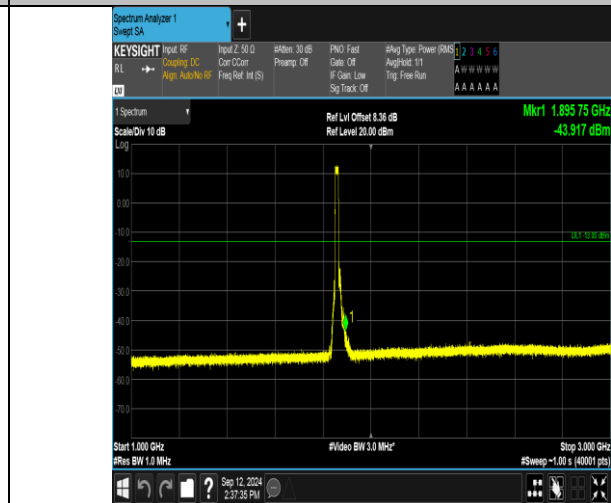 Spectrum Analyzer 1
Swept SA
+
KEYSIGHT
RL
Input: RF
Coupling: DC
Align: Auto/No RF
Input Z: 50 Ω
Corr CCorr
Freq Ref: Int (S)
#Atten: 30 dB
Preamp: Off
PNO: Fast
Gate: Off
IF Gain: Low
Sig Track: Off
#Avg Type: Power (RMS
Avg|Hold: 1/1
Trig: Free Run
1 2 3 4 5 6
A W W W W W
A A A A A A
1 Spectrum
Scale/Div 10 dB
Ref Lvl Offset 8.36 dB
Ref Level 20.00 dBm
Mkr1 1.895 75 GHz
-43.917 dBm
Log
10.0
0.00
-10.0
DL1 -13.00 dBm
-20.0
-30.0
-40.0
1
-50.0
-60.0
-70.0
Start 1.000 GHz
#Res BW 1.0 MHz
#Video BW 3.0 MHz*
Stop 3.000 GHz
#Sweep ~1.00 s (40001 pts)
?
Sep 12, 2024
2:37:35 PM